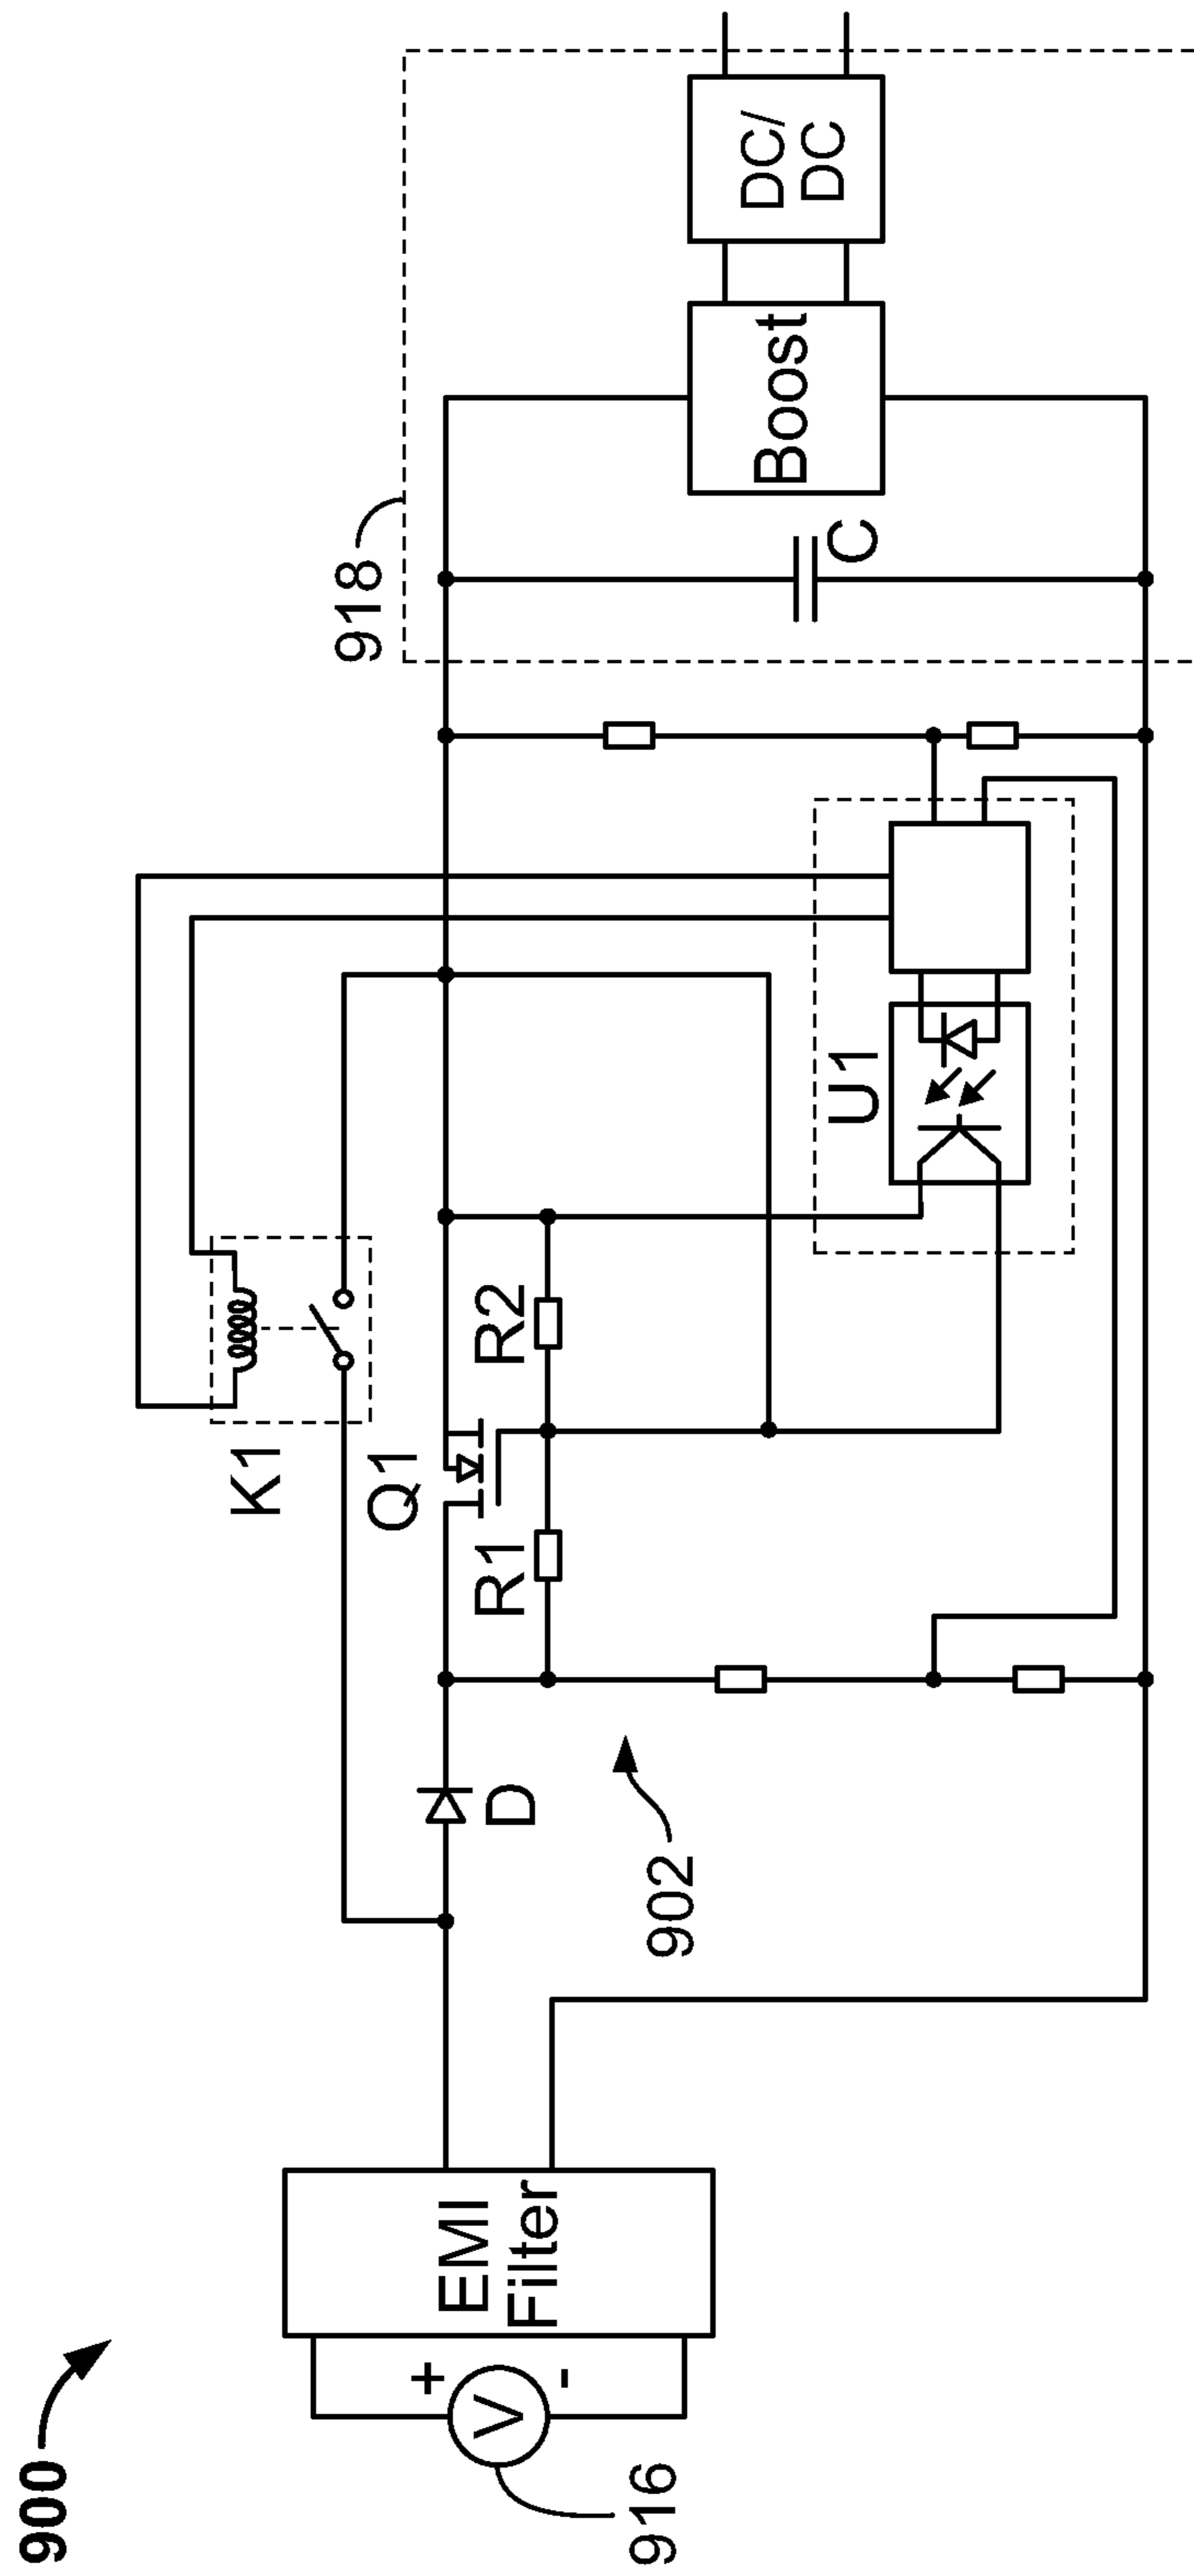 900
916
V
+
-
EMI
Filter
902
D
K1
Q1
R1
R2
U1
918
C
Boost
DC/
DC